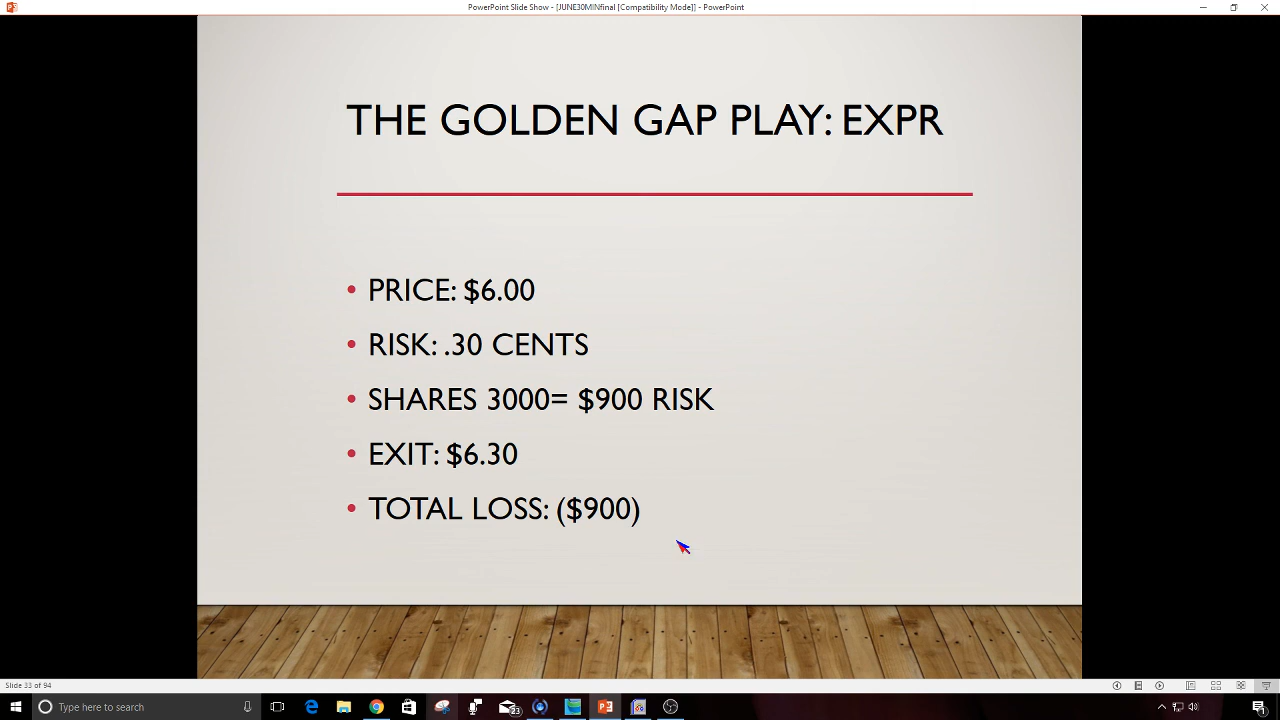 PowerPoint Slide Show - [JUNE30MINfinal [Compatibility Mode]] - PowerPoint
THE GOLDEN GAP PLAY: EXPR
• PRICE: $6.00
• RISK: .30 CENTS
• SHARES 3000= $900 RISK
• EXIT: $6.30
• TOTAL LOSS: ($900)
Slide 33 of 94
Type here to search